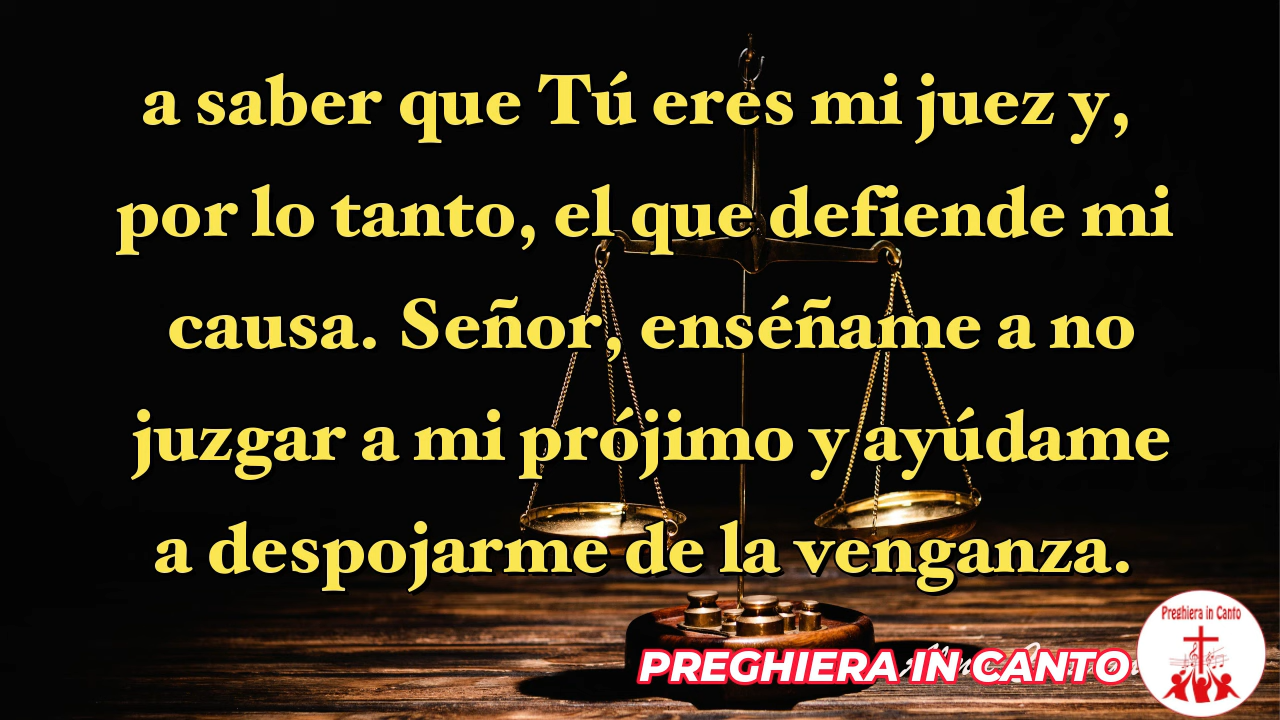 a saber que Tú eres mi juez y,
por lo tanto, el que defiende mi
causa. Señor, enséñame a no
juzgar a mi prójimo y ayúdame
a despojarme de la venganza.
PREGHIERA IN CANTO
Preghiera in Canto